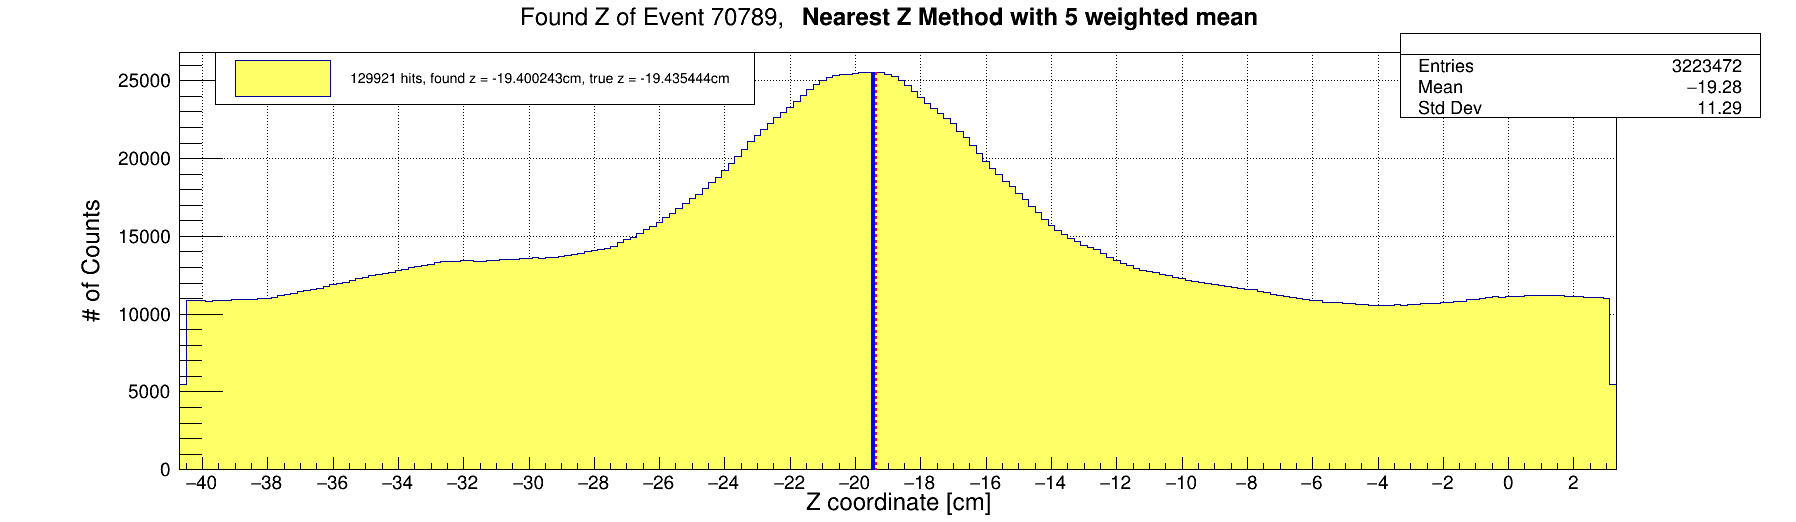 Found Z of Event 70789,   Nearest Z Method with 5 weighted mean
129921 hits, found z = -19.400243cm, true z = -19.435444cm
Entries 3223472
Mean −19.28
Std Dev 11.29
# of Counts
25000
20000
15000
10000
5000
0
−40 −38 −36 −34 −32 −30 −28 −26 −24 −22 −20 −18 −16 −14 −12 −10 −8 −6 −4 −2 0 2
Z coordinate [cm]